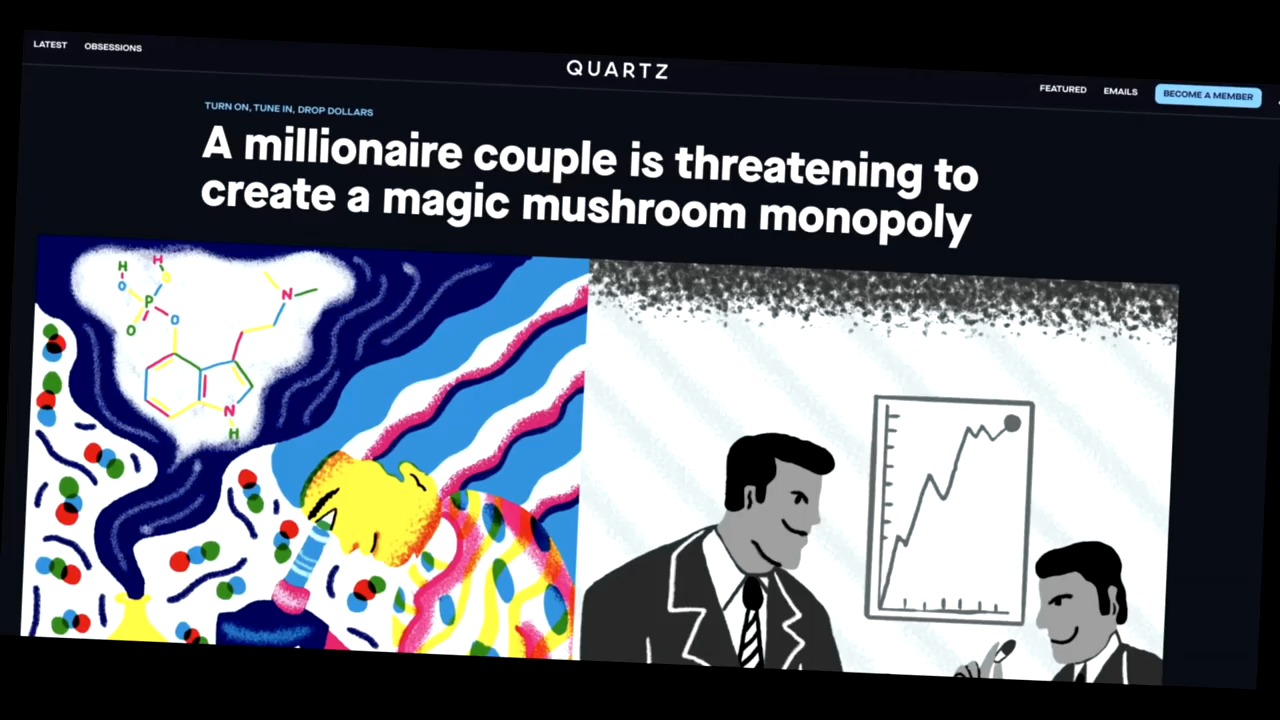 LATEST OBSESSIONS
QUARTZ
FEATURED EMAILS BECOME A MEMBER
TURN ON, TUNE IN, DROP DOLLARS
A millionaire couple is threatening to
create a magic mushroom monopoly
H H
O O
P
O O
N
N
H